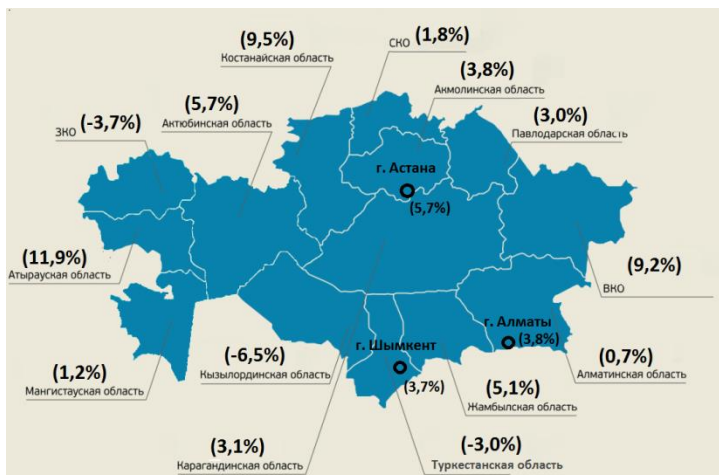 (9,5%)
Костанайская область
(1,8%)
СКО
(3,8%)
Акмолинская область
(-3,7%)
ЗКО
(5,7%)
Актюбинская область
(3,0%)
Павлодарская область
г. Астана
(5,7%)
(11,9%)
Атырауская область
(9,2%)
ВКО
г. Алматы
(3,8%)
г. Шымкент
(3,7%)
(1,2%)
Мангистауская область
(-6,5%)
Кызылординская область
(5,1%)
Жамбылская область
(0,7%)
Алматинская область
(3,1%)
Карагандинская область
(-3,0%)
Туркестанская область